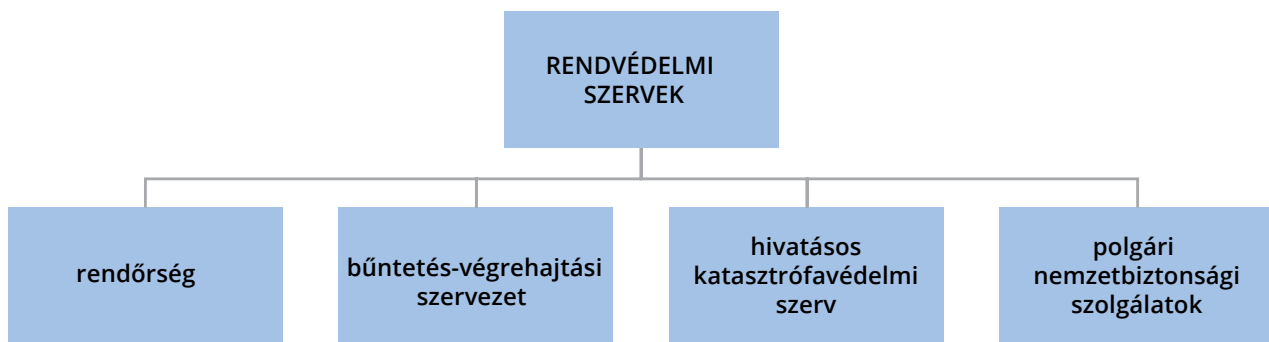 RENDVÉDELMI
SZERVEK
rendőrség
bűntetés-végrehajtási
szervezet
hivatásos
katasztrófavédelmi
szerv
polgári
nemzetbiztonsági
szolgálatok